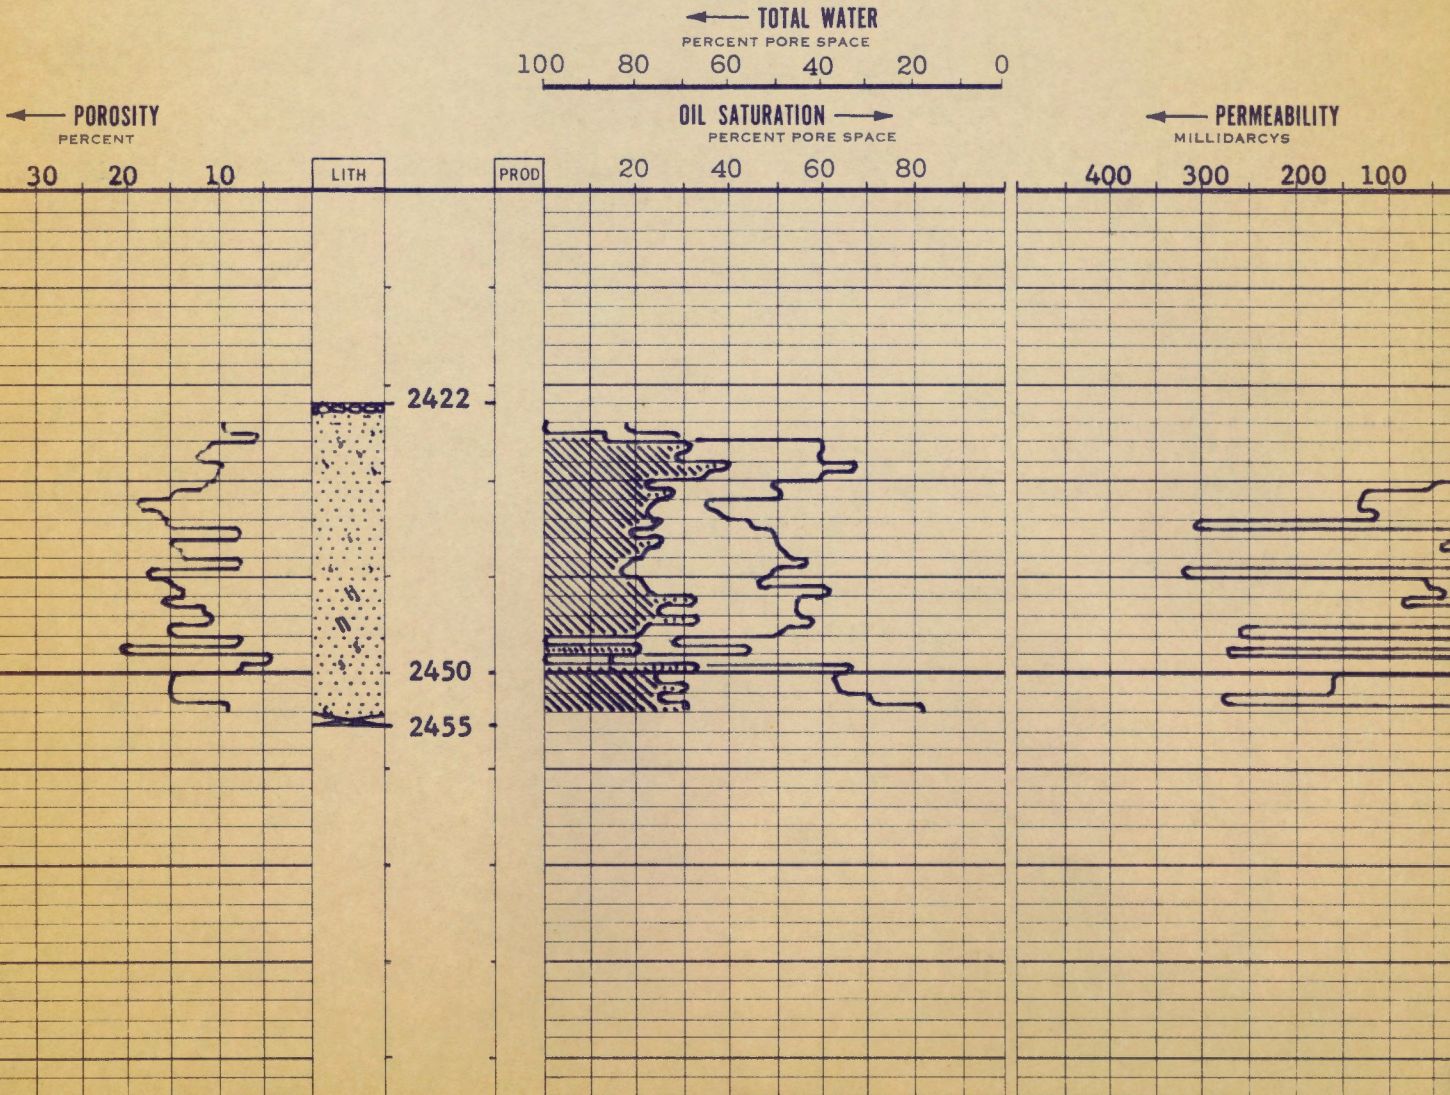 TOTAL WATER
PERCENT PORE SPACE
100 80 60 40 20 0
POROSITY
PERCENT
OIL SATURATION
PERCENT PORE SPACE
PERMEABILITY
MILLIDARCYS
30 20 10 LITH PROD 20 40 60 80 400 300 200 100
2422
2450
2455